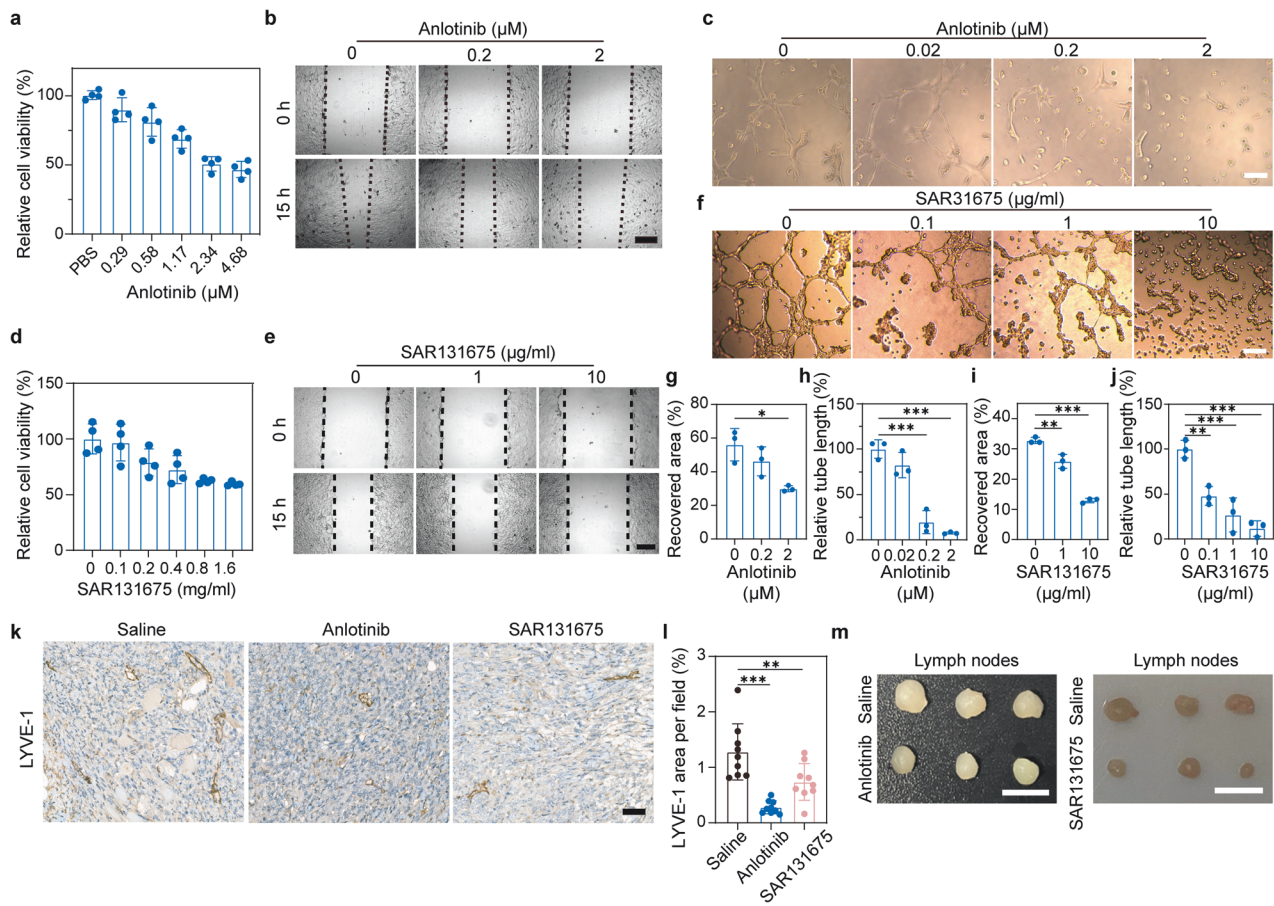 a
Relative cell viability (%)
100
50
0
PBS
0.29
0.58
1.17
2.34
4.68
Anlotinib (μM)
b
Anlotinib (μM)
0 0.2 2
0 h
15 h
c
Anlotinib (μM)
0 0.02 0.2 2
f
SAR31675 (μg/ml)
0 0.1 1 10
d
Relative cell viability (%)
150
100
50
0
0 0.1 0.2 0.4 0.8 1.6
SAR131675 (mg/ml)
e
SAR131675 (μg/ml)
0 1 10
0 h
15 h
g
Recovered area (%)
80
60
40
20
0
*
0 0.2 2
Anlotinib
(μM)
h
Relative tube length (%)
150
100
50
0
***
***
0 0.02 0.2 2
Anlotinib
(μM)
i
Recovered area (%)
40
30
20
10
0
***
**
0 1 10
SAR131675
(μg/ml)
j
Relative tube length (%)
150
100
50
0
***
***
**
0 0.1 1 10
SAR31675
(μg/ml)
k
Saline Anlotinib SAR131675
LYVE-1
l
LYVE-1 area per field (%)
3
2
1
0
**
***
Saline
Anlotinib
SAR131675
m
Lymph nodes
Saline
Anlotinib
Lymph nodes
Saline
SAR131675